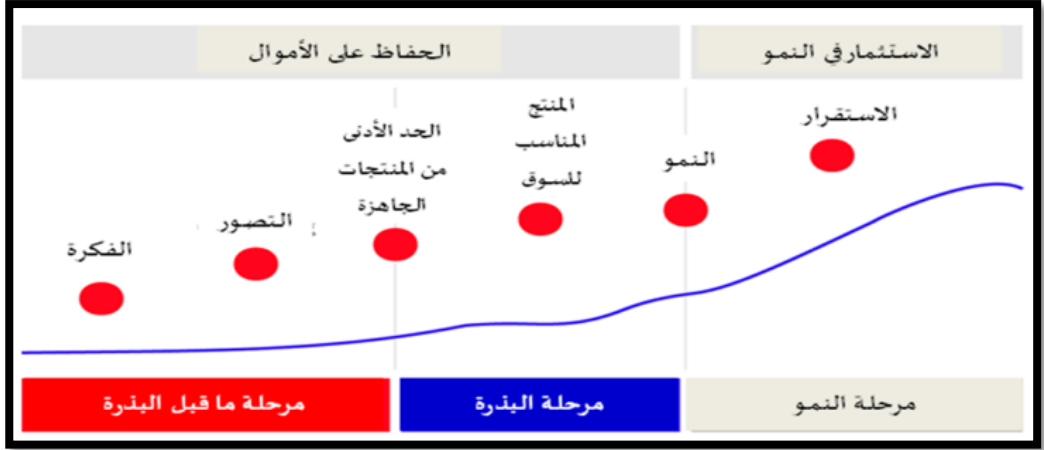 الحفاظ على الأموال
الاستثمار في النمو
الفكرة
التصور
الحد الأدنى
من المنتجات
الجاهزة
المنتج
المناسب
للسوق
النمو
الاستقرار
مرحلة ما قبل البذرة
مرحلة البذرة
مرحلة النمو